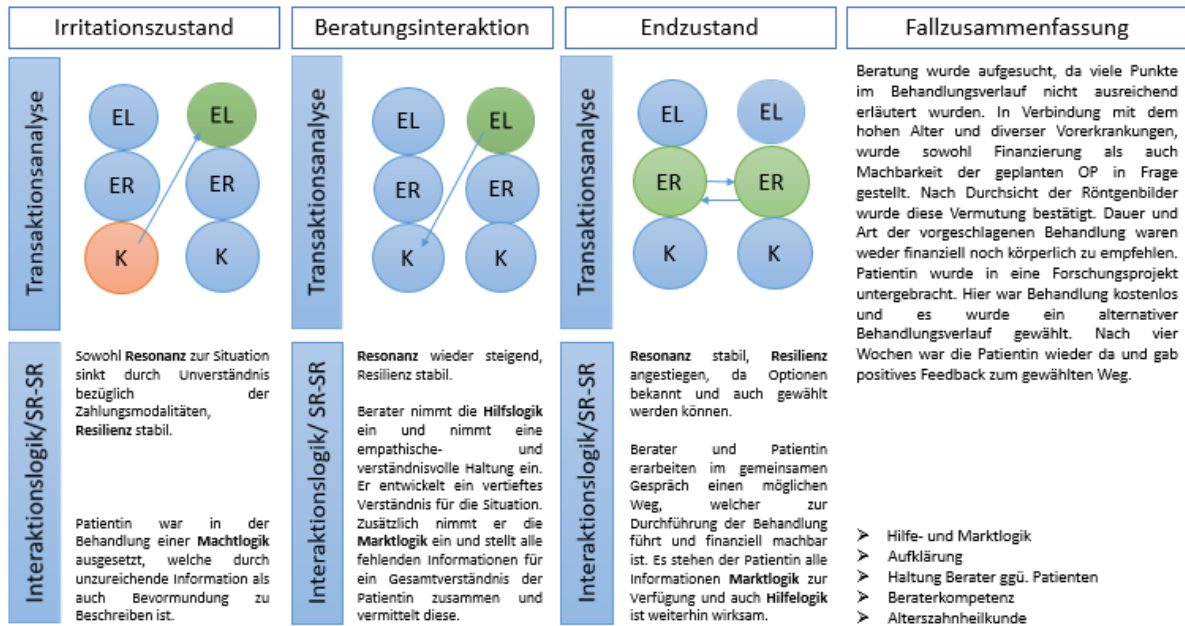 Irritationszustand
Beratungsinteraktion
Endzustand
Fallzusammenfassung
Transaktionsanalyse
EL
EL
ER
ER
K
K
Transaktionsanalyse
EL
EL
ER
ER
K
K
Transaktionsanalyse
EL
EL
ER
ER
K
K
Beratung wurde aufgesucht, da viele Punkte
im Behandlungsverlauf nicht ausreichend
erläutert wurden. In Verbindung mit dem
hohen Alter und diverser Vorerkrankungen,
wurde sowohl Finanzierung als auch
Machbarkeit der geplanten OP in Frage
gestellt. Nach Durchsicht der Röntgenbilder
wurde diese Vermutung bestätigt. Dauer und
Art der vorgeschlagenen Behandlung waren
weder finanziell noch körperlich zu empfehlen.
Patientin wurde in eine Forschungsprojekt
untergebracht. Hier war Behandlung kostenlos
und es wurde ein alternativer
Behandlungsverlauf gewählt. Nach vier
Wochen war die Patientin wieder da und gab
positives Feedback zum gewählten Weg.
Interaktionslogik/SR-SR
Sowohl Resonanz zur Situation
sinkt durch Unverständnis
bezüglich der
Zahlungsmodalitäten,
Resilienz stabil.
Patientin war in der
Behandlung einer Machtlogik
ausgesetzt, welche durch
unzureichende Information als
auch Bevormundung zu
Beschreiben ist.
Interaktionslogik/ SR-SR
Resonanz wieder steigend,
Resilienz stabil.
Berater nimmt die Hilfslogik
ein und nimmt eine
empathische- und
verständnisvolle Haltung ein.
Er entwickelt ein vertieftes
Verständnis für die Situation.
Zusätzlich nimmt er die
Marktlogik ein und stellt alle
fehlenden Informationen für
ein Gesamtverständnis der
Patientin zusammen und
vermittelt diese.
Interaktionslogik/SR-SR
Resonanz stabil, Resilienz
angestiegen, da Optionen
bekannt und auch gewählt
werden können.
Berater und Patientin
erarbeiten im gemeinsamen
Gespräch einen möglichen
Weg, welcher zur
Durchführung der Behandlung
führt und finanziell machbar
ist. Es stehen der Patientin alle
Informationen Marktlogik zur
Verfügung und auch Hilfelogik
ist weiterhin wirksam.
➤ Hilfe- und Marktlogik
➤ Aufklärung
➤ Haltung Berater ggü. Patienten
➤ Beraterkompetenz
➤ Alterszahnheilkunde